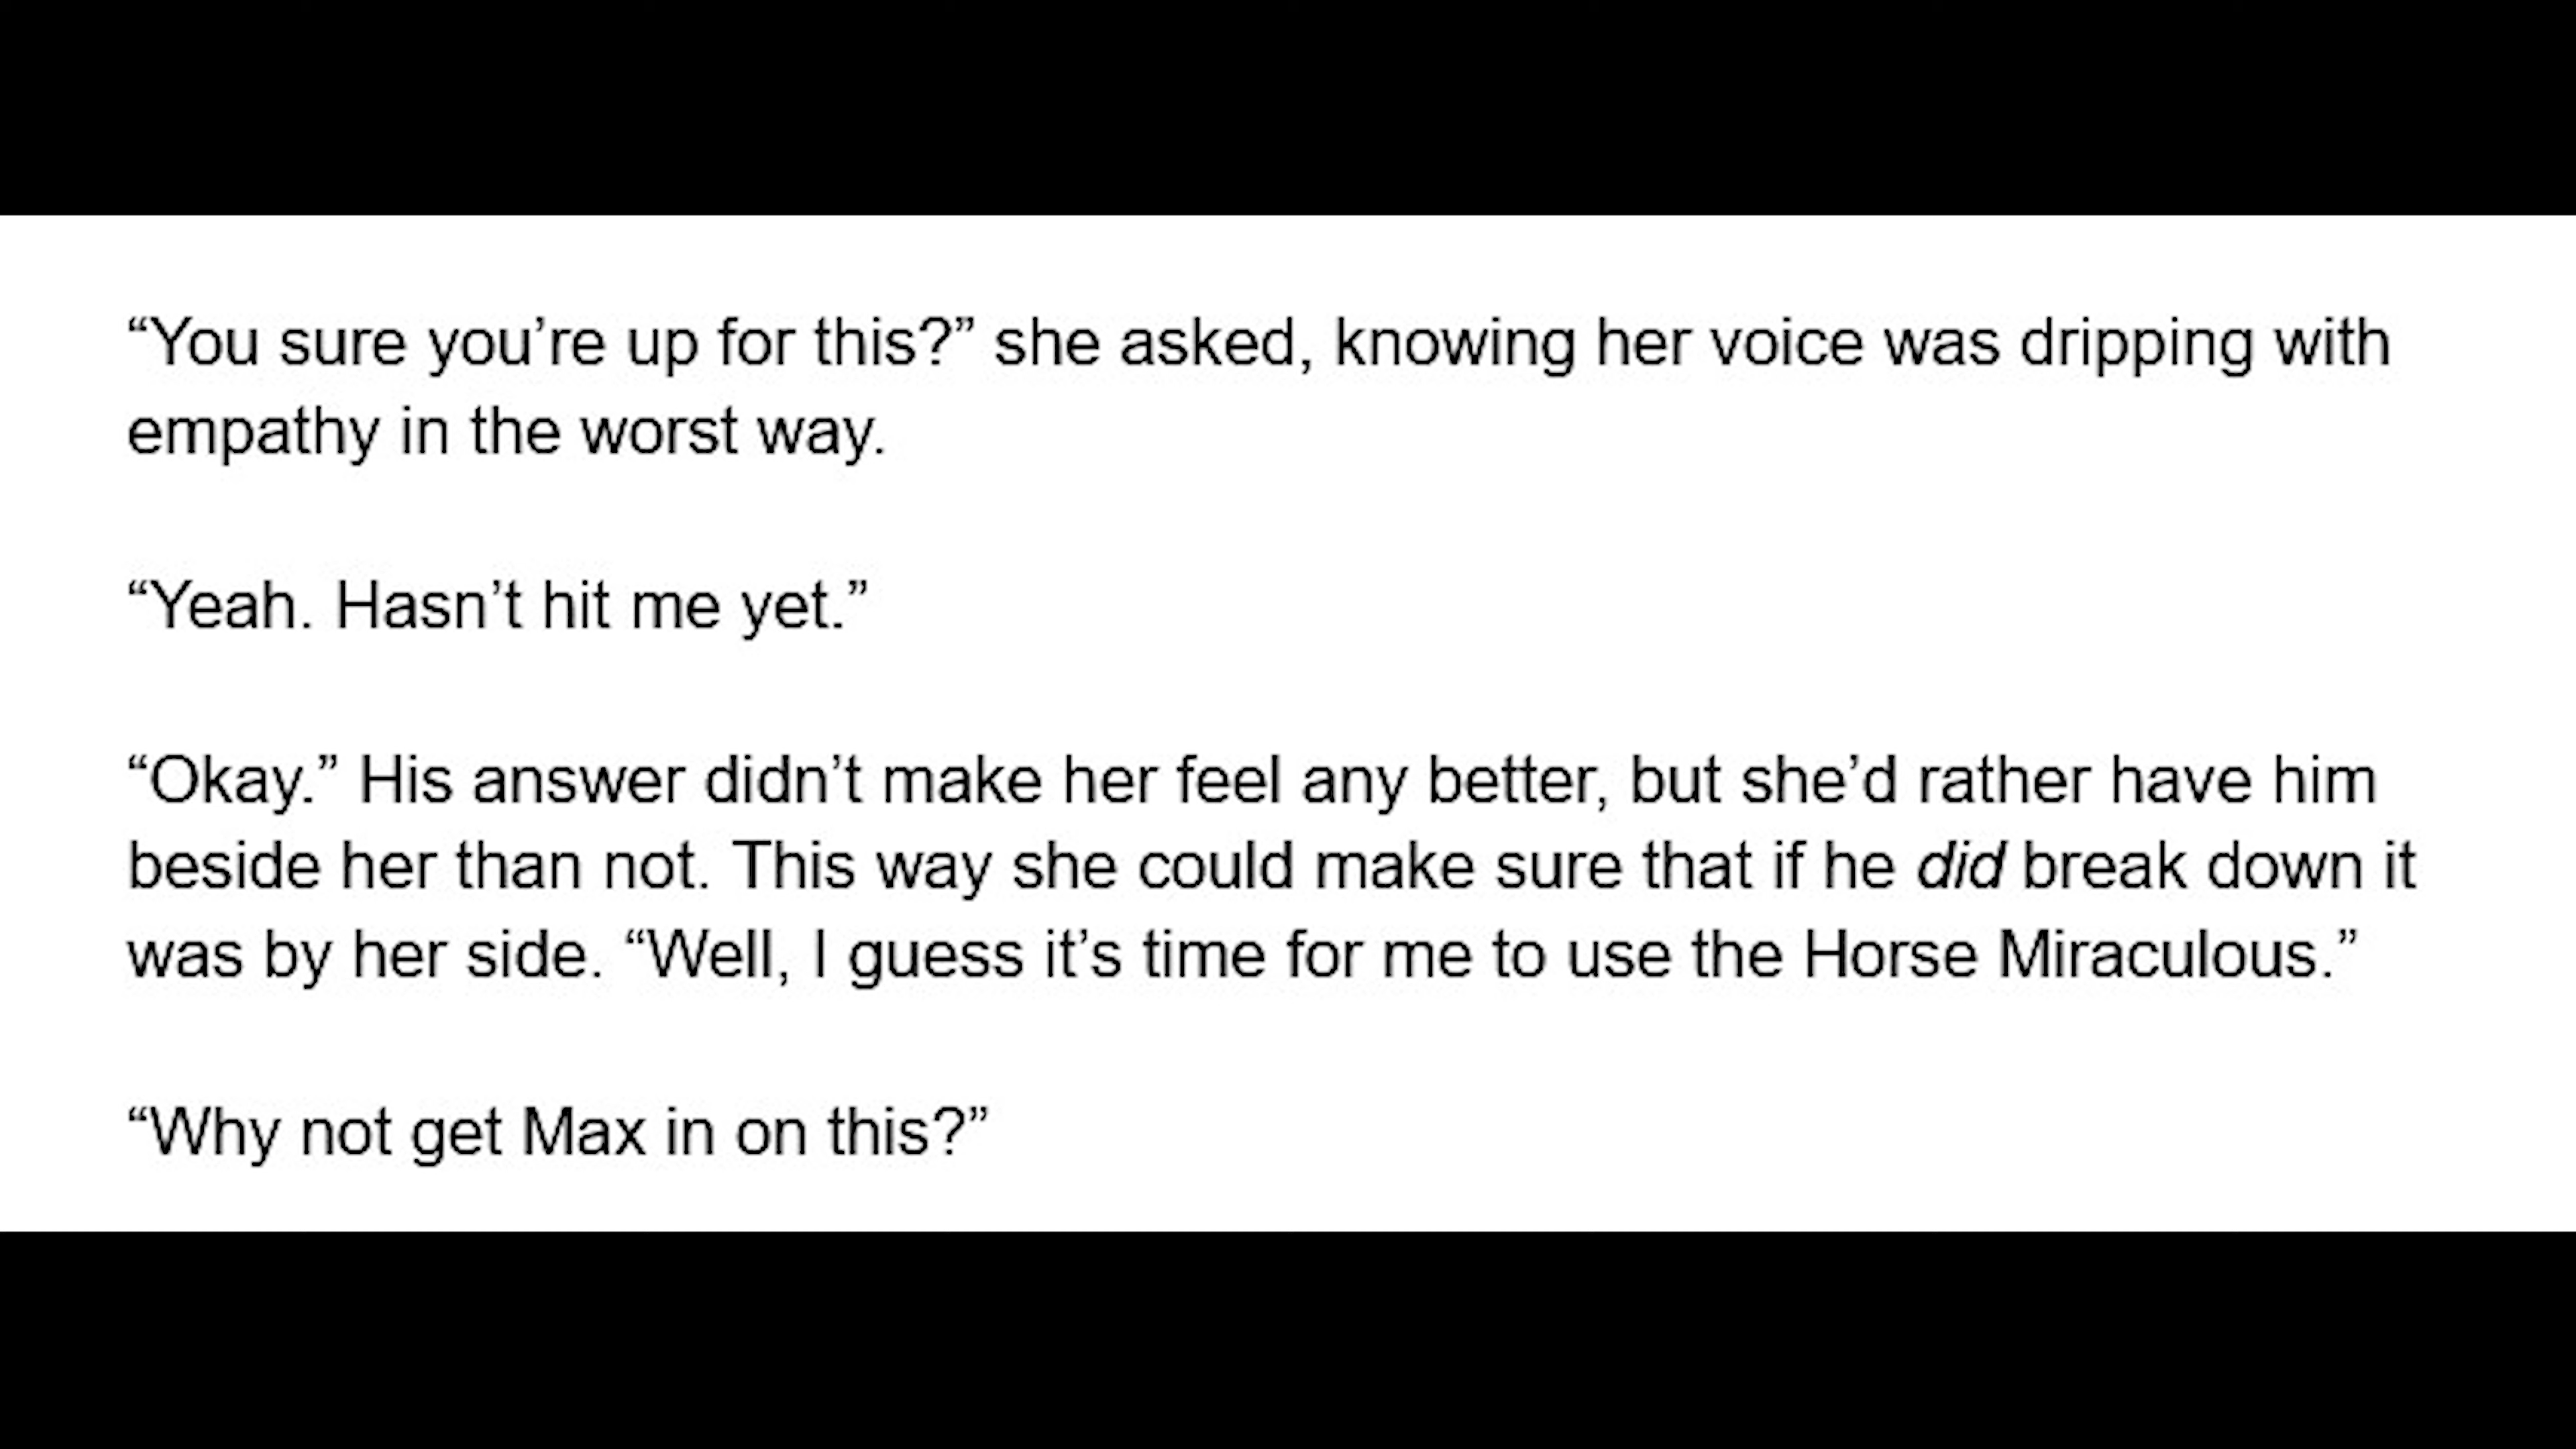 “You sure you’re up for this?” she asked, knowing her voice was dripping with
empathy in the worst way.
“Yeah. Hasn’t hit me yet.”
“Okay.” His answer didn’t make her feel any better, but she’d rather have him
beside her than not. This way she could make sure that if he did break down it
was by her side. “Well, I guess it’s time for me to use the Horse Miraculous.”
“Why not get Max in on this?”